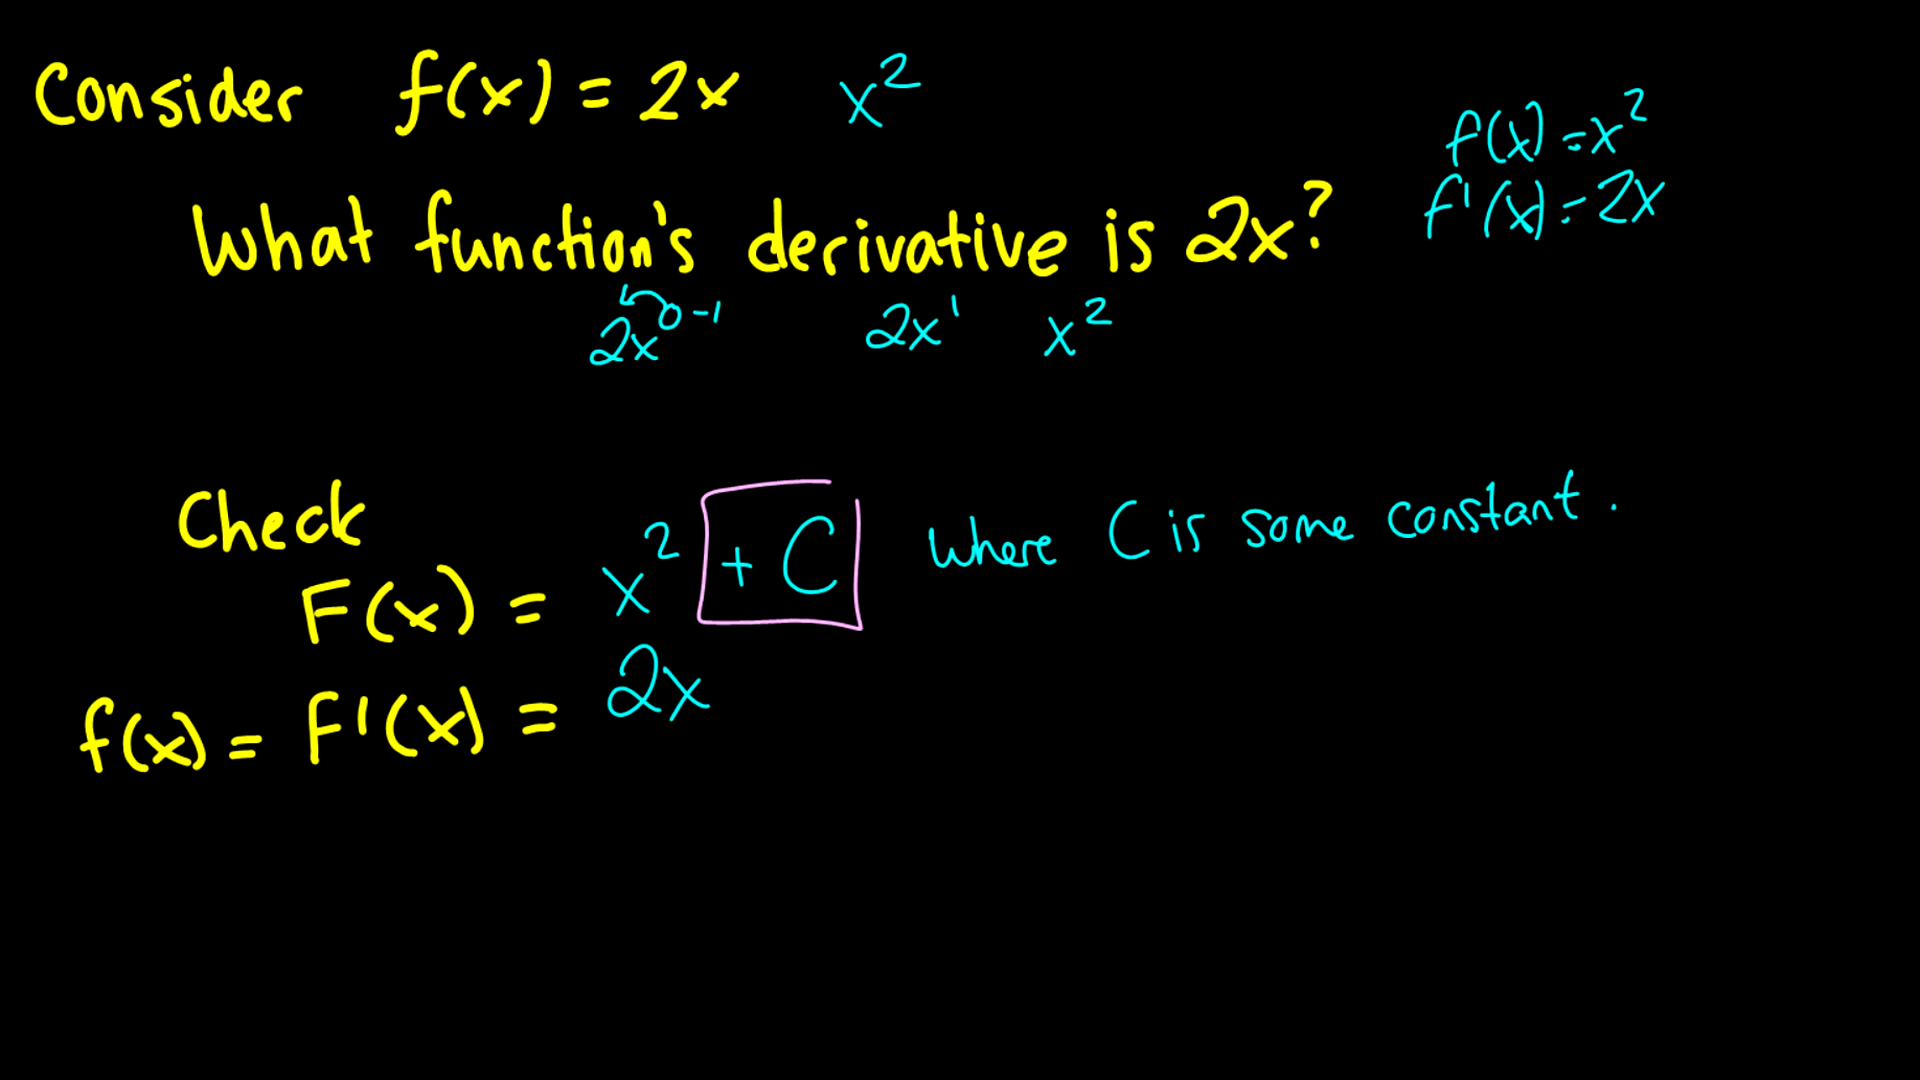 Consider f(x) = 2x x²
f(x) = x²
f'(x) = 2x
What function's derivative is 2x?
2x⁰⁻¹ 2x¹ x²
Check
F(x) = x² + C where C is some constant.
f(x) = F'(x) = 2x